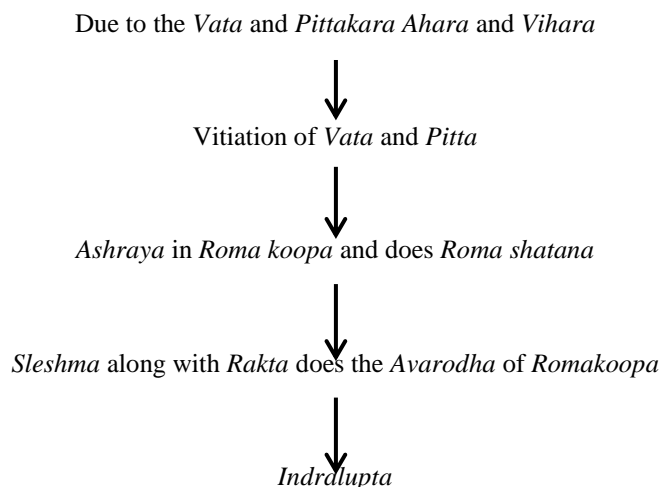 Due to the Vata and Pittakara Ahara and Vihara
Vitiation of Vata and Pitta
Ashraya in Roma koopa and does Roma shatana
Sleshma along with Rakta does the Avarodha of Romakoopa
Indralupta